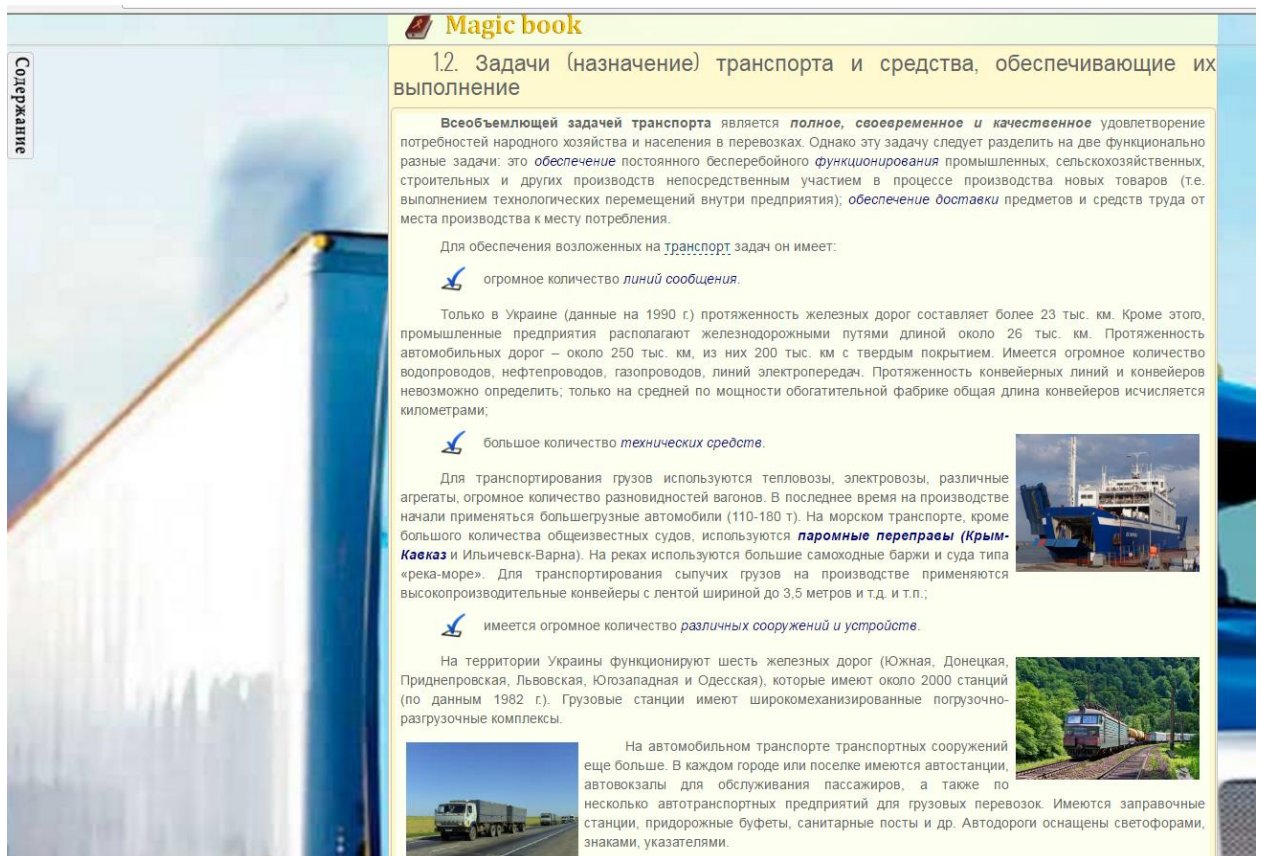 Magic book
Содержание
1.2. Задачи (назначение) транспорта и средства, обеспечивающие их
выполнение
Всеобъемлющей задачей транспорта является полное, своевременное и качественное удовлетворение
потребностей народного хозяйства и населения в перевозках. Однако эту задачу следует разделить на две функционально
разные задачи: это обеспечение постоянного бесперебойного функционирования промышленных, сельскохозяйственных,
строительных и других производств непосредственным участием в процессе производства новых товаров (т.е.
выполнением технологических перемещений внутри предприятия); обеспечение доставки предметов и средств труда от
места производства к месту потребления.
Для обеспечения возложенных на транспорт задач он имеет:
огромное количество линий сообщения.
Только в Украине (данные на 1990 г.) протяженность железных дорог составляет более 23 тыс. км. Кроме этого,
промышленные предприятия располагают железнодорожными путями длиной около 26 тыс. км. Протяженность
автомобильных дорог – около 250 тыс. км, из них 200 тыс. км с твердым покрытием. Имеется огромное количество
водопроводов, нефтепроводов, газопроводов, линий электропередач. Протяженность конвейерных линий и конвейеров
невозможно определить; только на средней по мощности обогатительной фабрике общая длина конвейеров исчисляется
километрами;
большое количество технических средств.
Для транспортирования грузов используются тепловозы, электровозы, различные
агрегаты, огромное количество разновидностей вагонов. В последнее время на производстве
начали применяться большегрузные автомобили (110-180 т). На морском транспорте, кроме
большого количества общеизвестных судов, используются паромные переправы (Крым-
Кавказ и Ильичевск-Варна). На реках используются большие самоходные баржи и суда типа
«река-море». Для транспортирования сыпучих грузов на производстве применяются
высокопроизводительные конвейеры с лентой шириной до 3,5 метров и т.д. и т.п.;
имеется огромное количество различных сооружений и устройств.
На территории Украины функционируют шесть железных дорог (Южная, Донецкая,
Приднепровская, Львовская, Югозападная и Одесская), которые имеют около 2000 станций
(по данным 1982 г.). Грузовые станции имеют широкомеханизированные погрузочно-
разгрузочные комплексы.
На автомобильном транспорте транспортных сооружений
еще больше. В каждом городе или поселке имеются автостанции,
автовокзалы для обслуживания пассажиров, а также по
несколько автотранспортных предприятий для грузовых перевозок. Имеются заправочные
станции, придорожные буфеты, санитарные посты и др. Автодороги оснащены светофорами,
знаками, указателями.